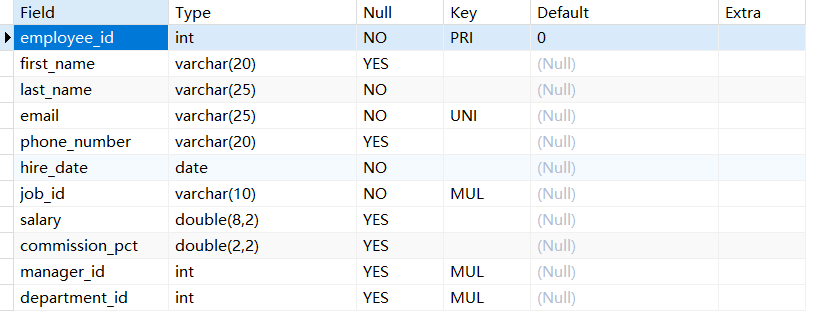 Field Type Null Key Default Extra
employee_id int NO PRI 0
first_name varchar(20) YES (Null)
last_name varchar(25) NO (Null)
email varchar(25) NO UNI (Null)
phone_number varchar(20) YES (Null)
hire_date date NO (Null)
job_id varchar(10) NO MUL (Null)
salary double(8,2) YES (Null)
commission_pct double(2,2) YES (Null)
manager_id int YES MUL (Null)
department_id int YES MUL (Null)